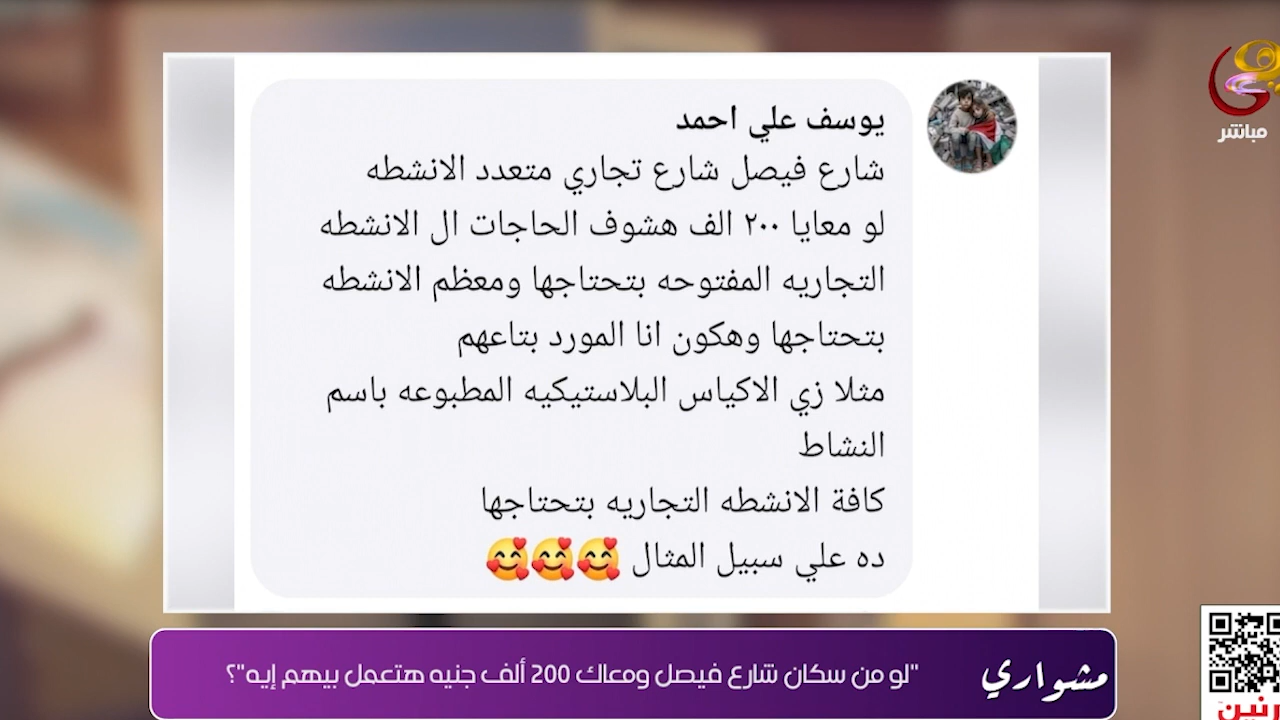 يوسف علي احمد
شارع فيصل شارع تجاري متعدد الانشطه
لو معايا ٢٠٠ الف هشوف الحاجات ال الانشطه
التجاريه المفتوحه بتحتاجها ومعظم الانشطه
بتحتاجها وهكون انا المورد بتاعهم
مثلا زي الاكياس البلاستيكيه المطبوعه باسم
النشاط
كافة الانشطه التجاريه بتحتاجها
ده علي سبيل المثال 🥰🥰🥰
مباشر
مشواري
"لو من سكان شارع فيصل ومعاك 200 ألف جنيه هتعمل بيهم إيه"؟
رنين